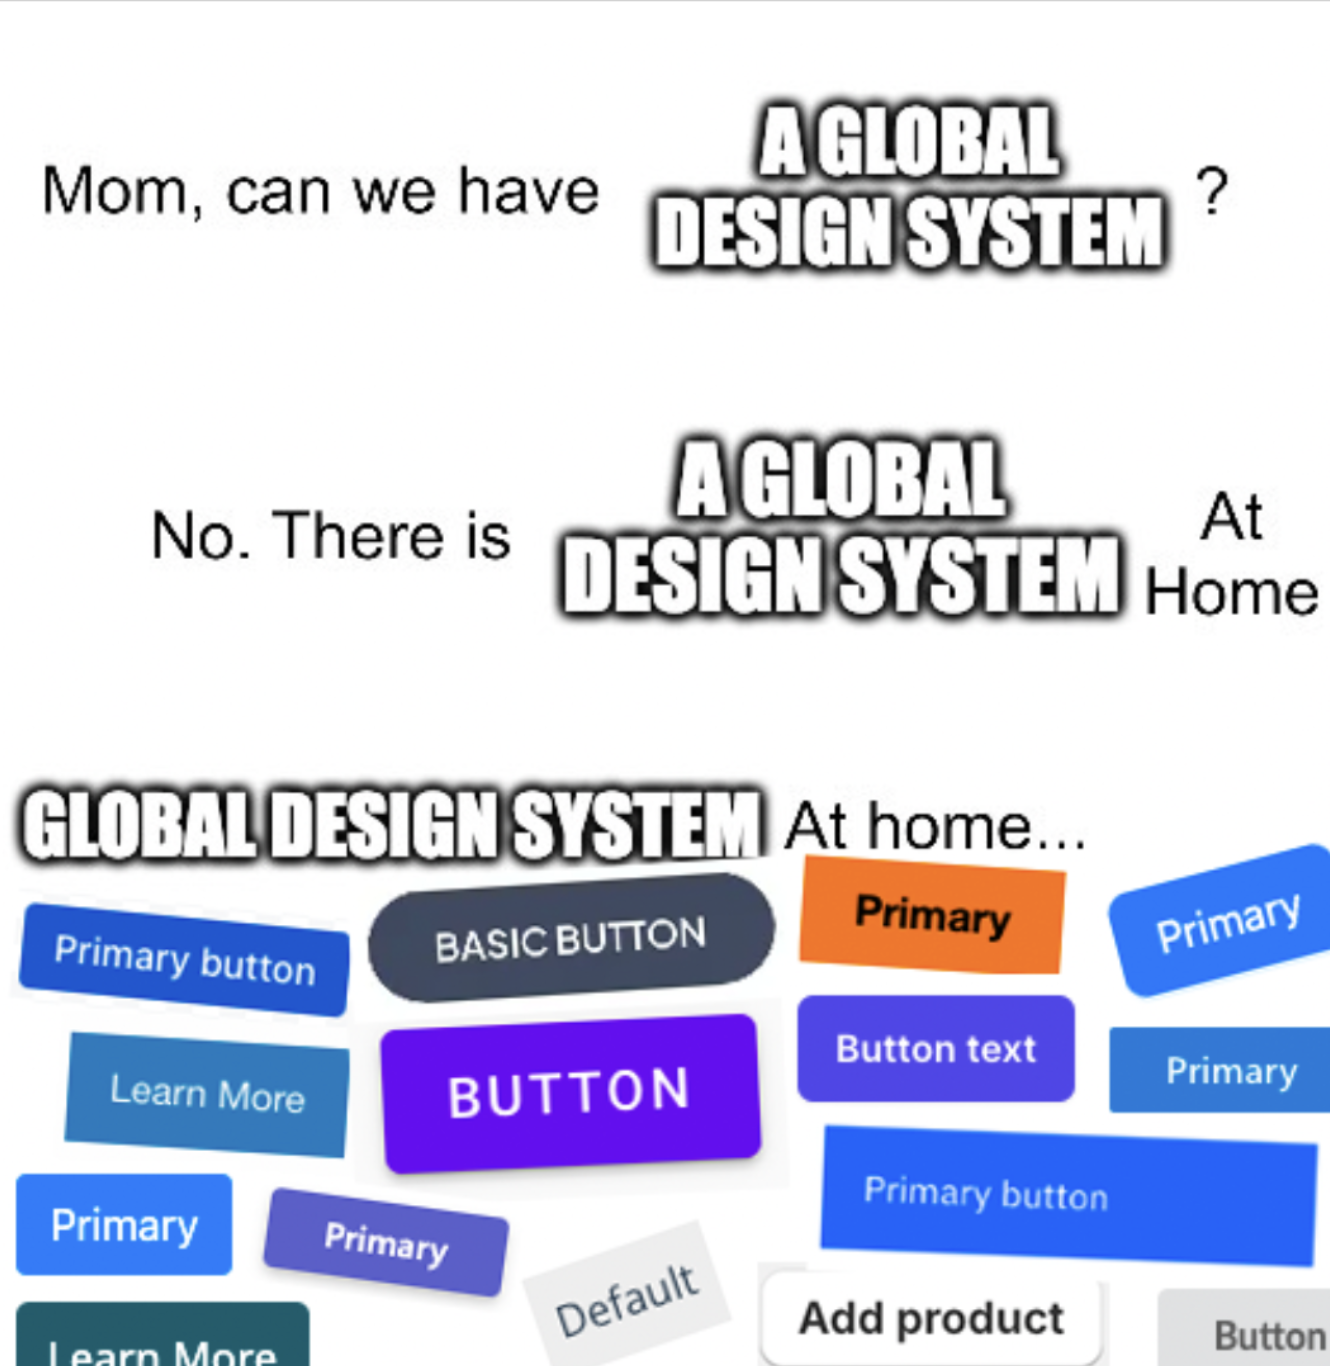 Mom, can we have A GLOBAL DESIGN SYSTEM ?
No. There is A GLOBAL DESIGN SYSTEM At Home
GLOBAL DESIGN SYSTEM At home...
Primary button
BASIC BUTTON
Primary
Primary
Learn More
BUTTON
Button text
Primary
Primary
Primary
Primary button
Default
Add product
Button
Learn More